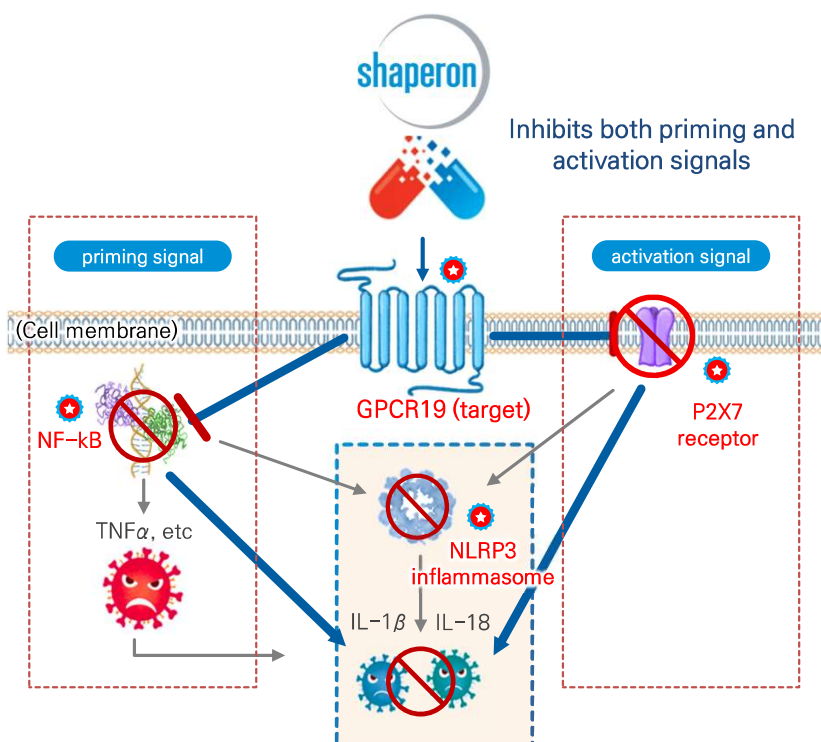 shaperon
Inhibits both priming and
activation signals
priming signal
activation signal
(Cell membrane)
GPCR19 (target)
NF-kB
P2X7
receptor
TNFα, etc
NLRP3
inflammasome
IL-1β IL-18